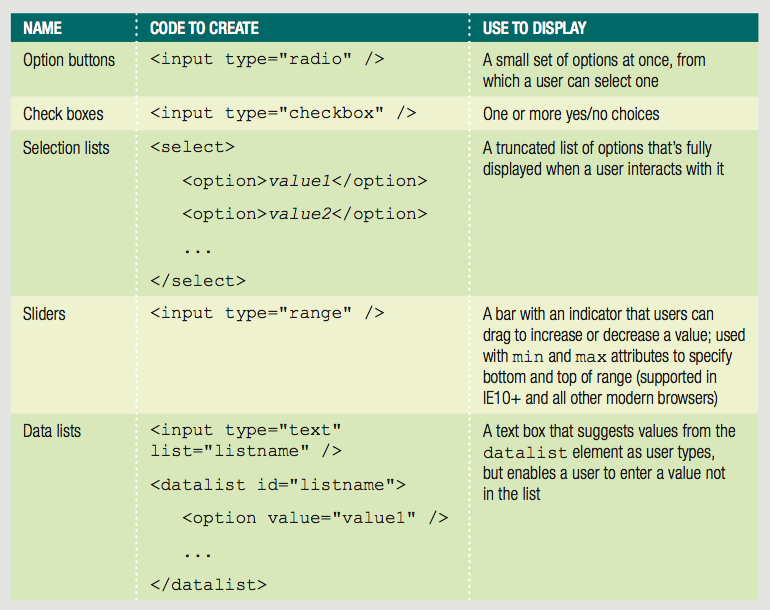 NAME CODE TO CREATE USE TO DISPLAY
Option buttons <input type="radio" /> A small set of options at once, from
which a user can select one
Check boxes <input type="checkbox" /> One or more yes/no choices
Selection lists <select> A truncated list of options that's fully
displayed when a user interacts with it
<option>value1</option>
<option>value2</option>
...
</select>
Sliders <input type="range" /> A bar with an indicator that users can
drag to increase or decrease a value; used
with min and max attributes to specify
bottom and top of range (supported in
IE10+ and all other modern browsers)
Data lists <input type="text" A text box that suggests values from the
list="listname" /> datalist element as user types,
but enables a user to enter a value not
<datalist id="listname"> in the list
<option value="value1" />
...
</datalist>